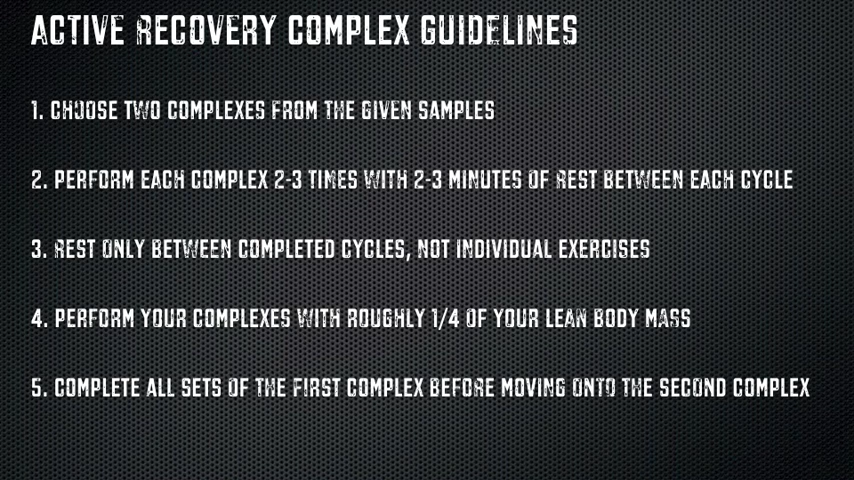 ACTIVE RECOVERY COMPLEX GUIDELINES
1. CHOOSE TWO COMPLEXES FROM THE GIVEN SAMPLES
2. PERFORM EACH COMPLEX 2-3 TIMES WITH 2-3 MINUTES OF REST BETWEEN EACH CYCLE
3. REST ONLY BETWEEN COMPLETED CYCLES, NOT INDIVIDUAL EXERCISES
4. PERFORM YOUR COMPLEXES WITH ROUGHLY 1/4 OF YOUR LEAN BODY MASS
5. COMPLETE ALL SETS OF THE FIRST COMPLEX BEFORE MOVING ONTO THE SECOND COMPLEX